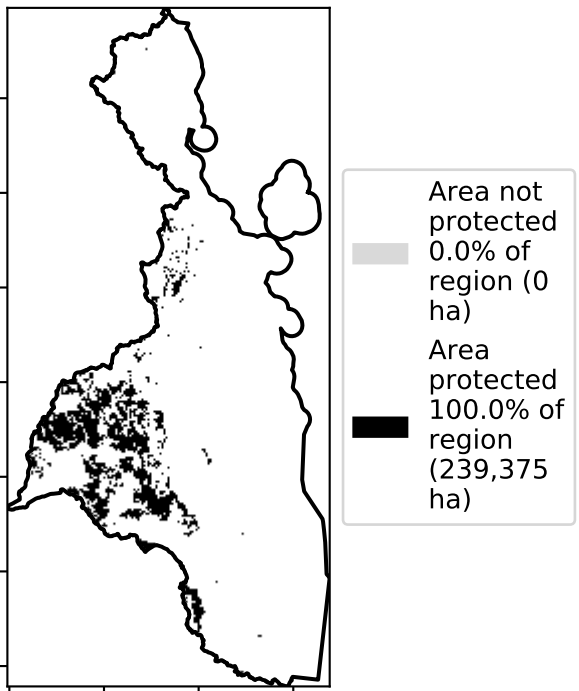 Area not
protected
0.0% of
region (0
ha)
Area
protected
100.0% of
region
(239,375
ha)